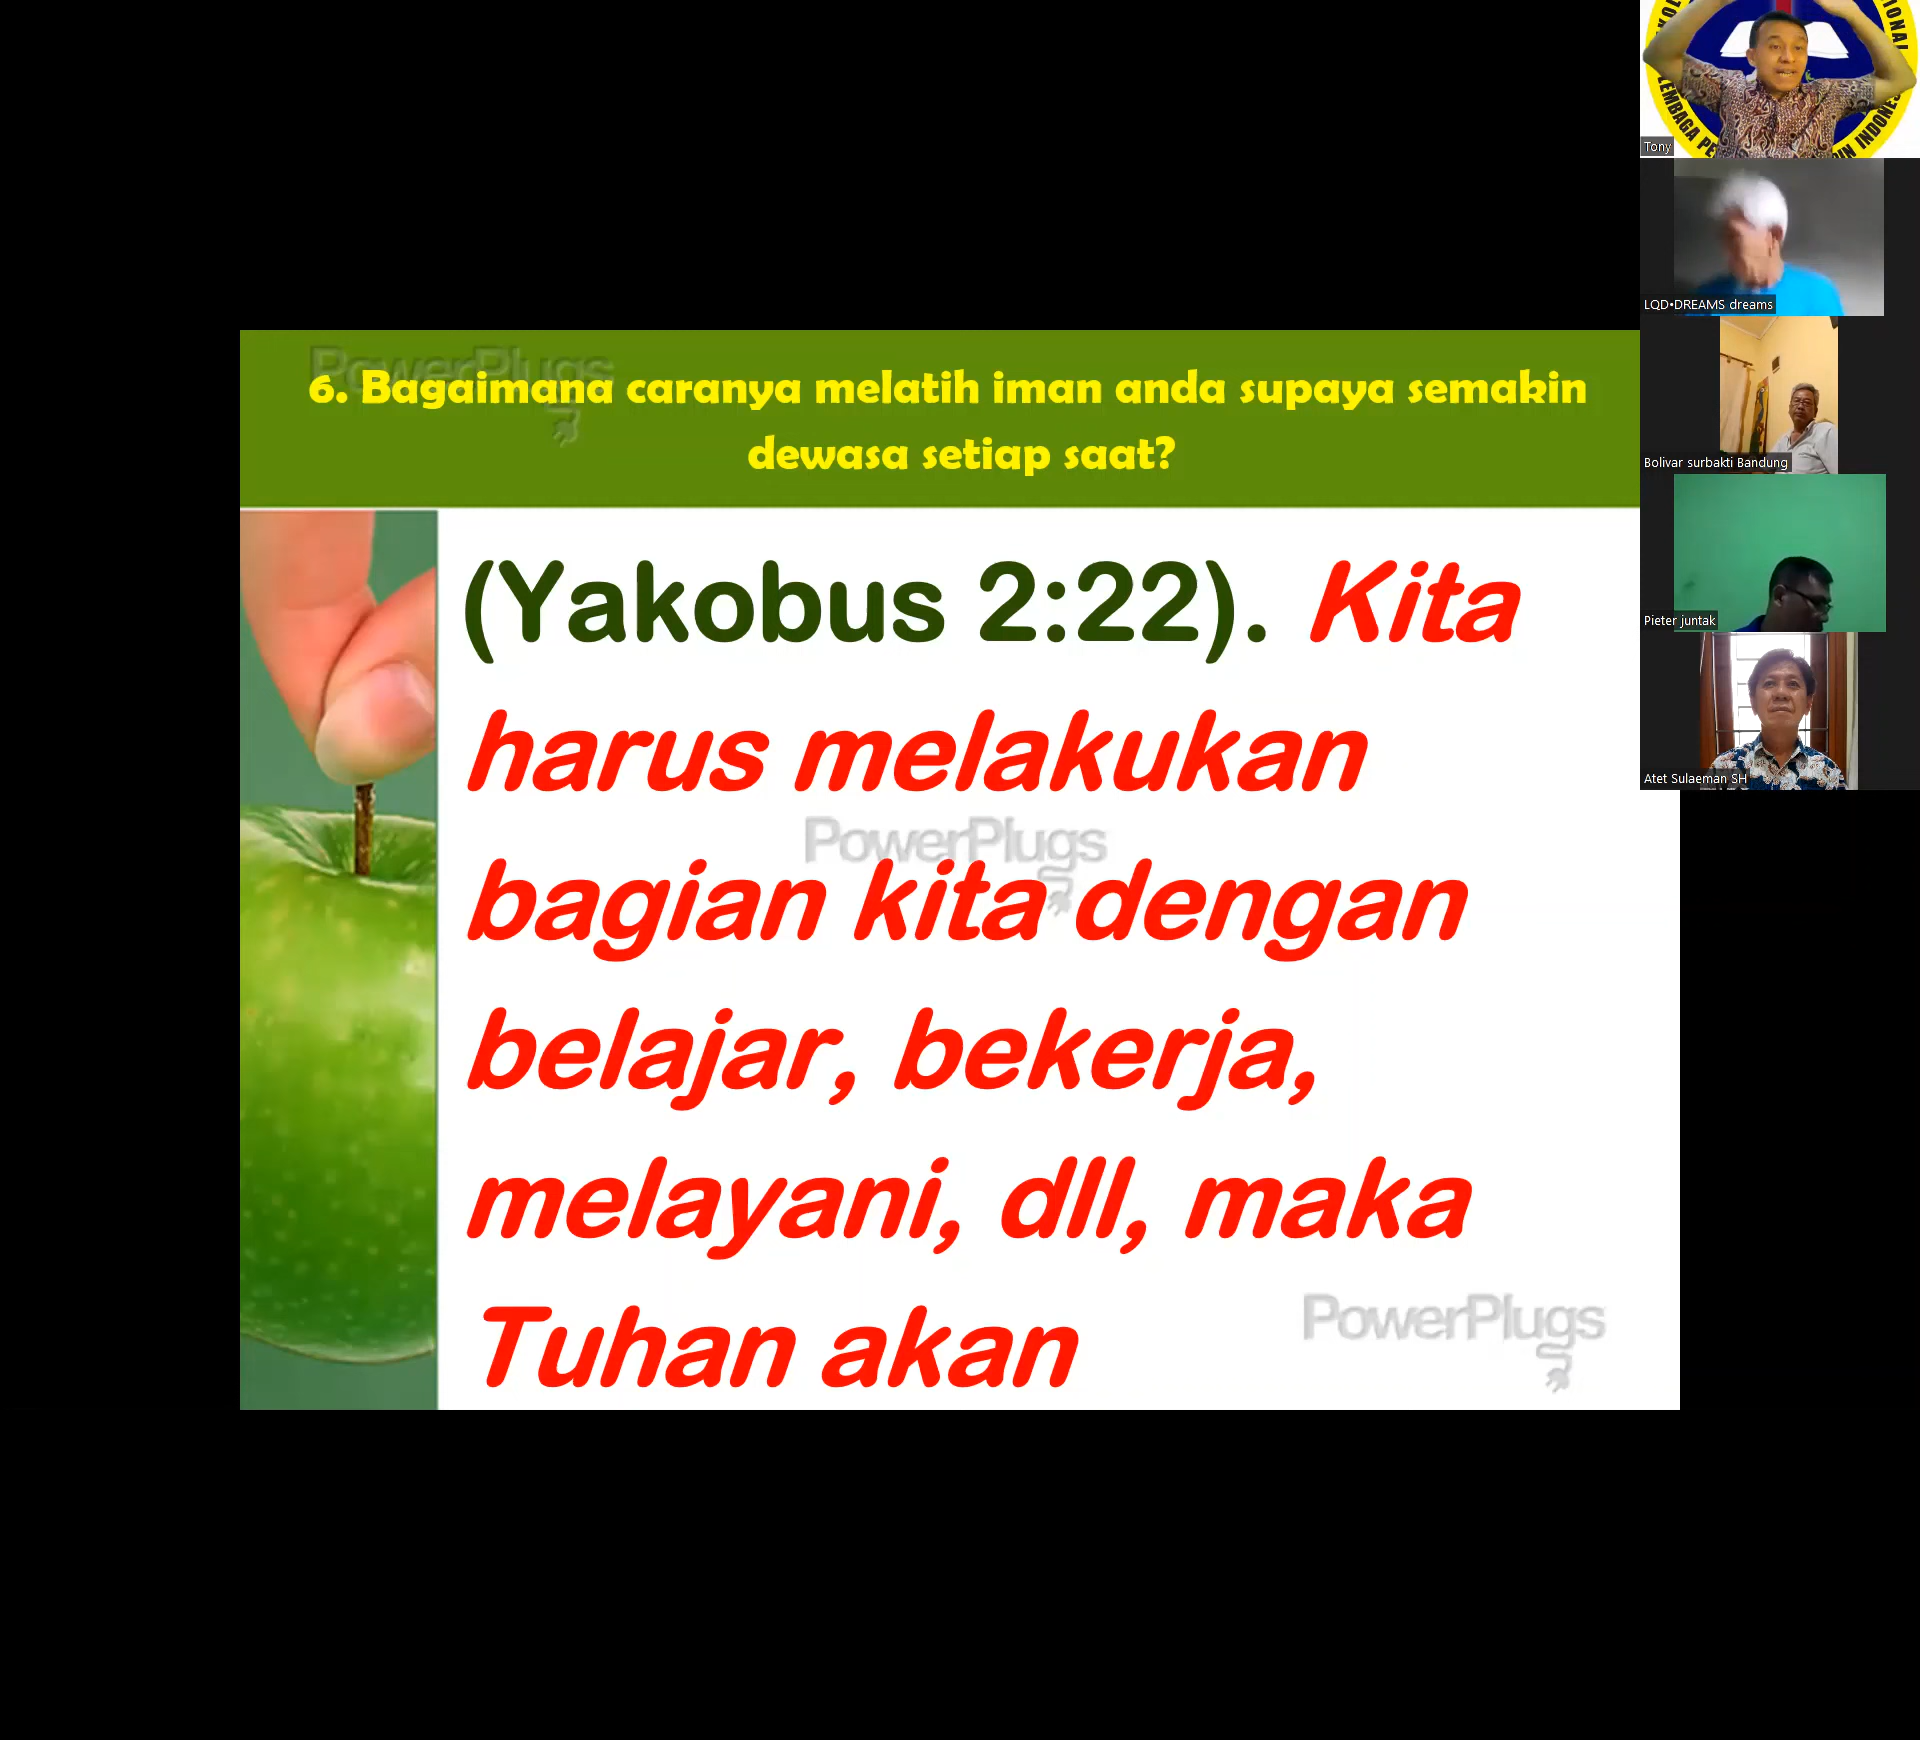 PowerPlugs
6. Bagaimana caranya melatih iman anda supaya semakin
dewasa setiap saat?
(Yakobus 2:22). Kita
harus melakukan
PowerPlugs
bagian kita dengan
belajar, bekerja,
melayani, dll, maka
Tuhan akan
PowerPlugs
LEMBAGA
Tony
LQD•DREAMS dreams
Bolivar surbakti Bandung
Pieter juntak
Atet Sulaeman SH